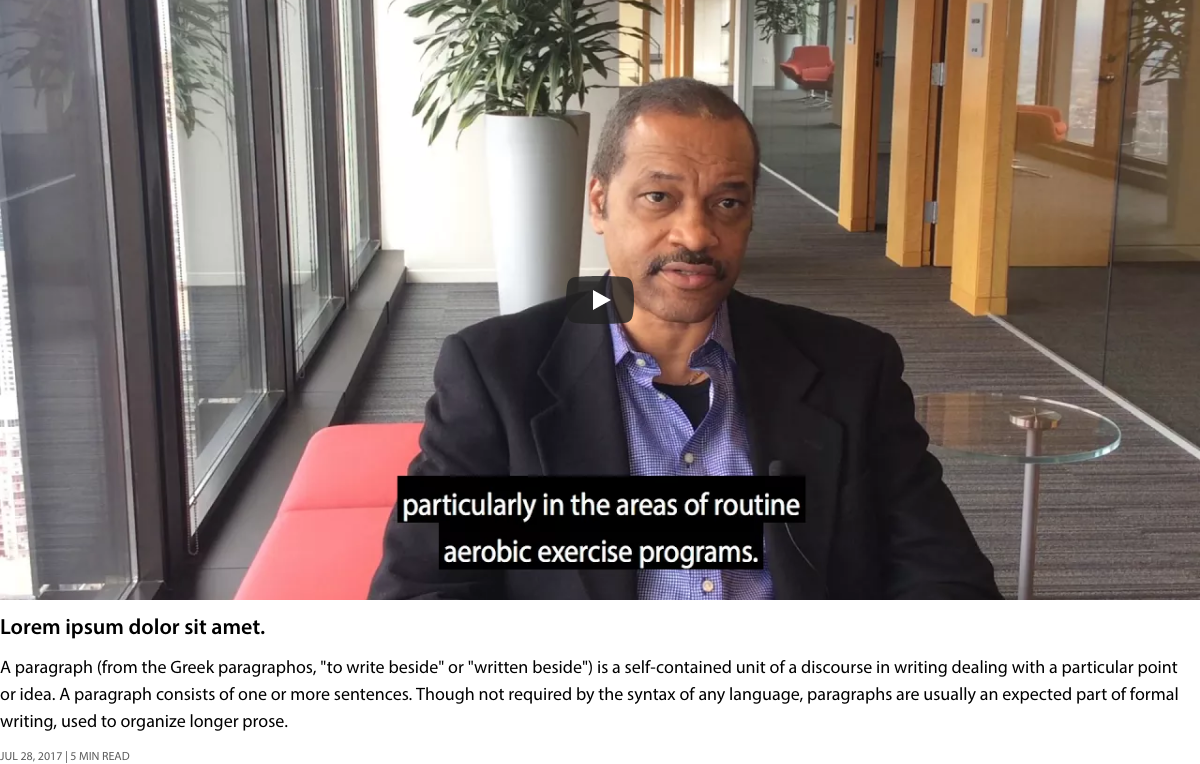 particularly in the areas of routine
aerobic exercise programs.
Lorem ipsum dolor sit amet.
A paragraph (from the Greek paragraphos, "to write beside" or "written beside") is a self-contained unit of a discourse in writing dealing with a particular point
or idea. A paragraph consists of one or more sentences. Though not required by the syntax of any language, paragraphs are usually an expected part of formal
writing, used to organize longer prose.
JUL 28, 2017 | 5 MIN READ